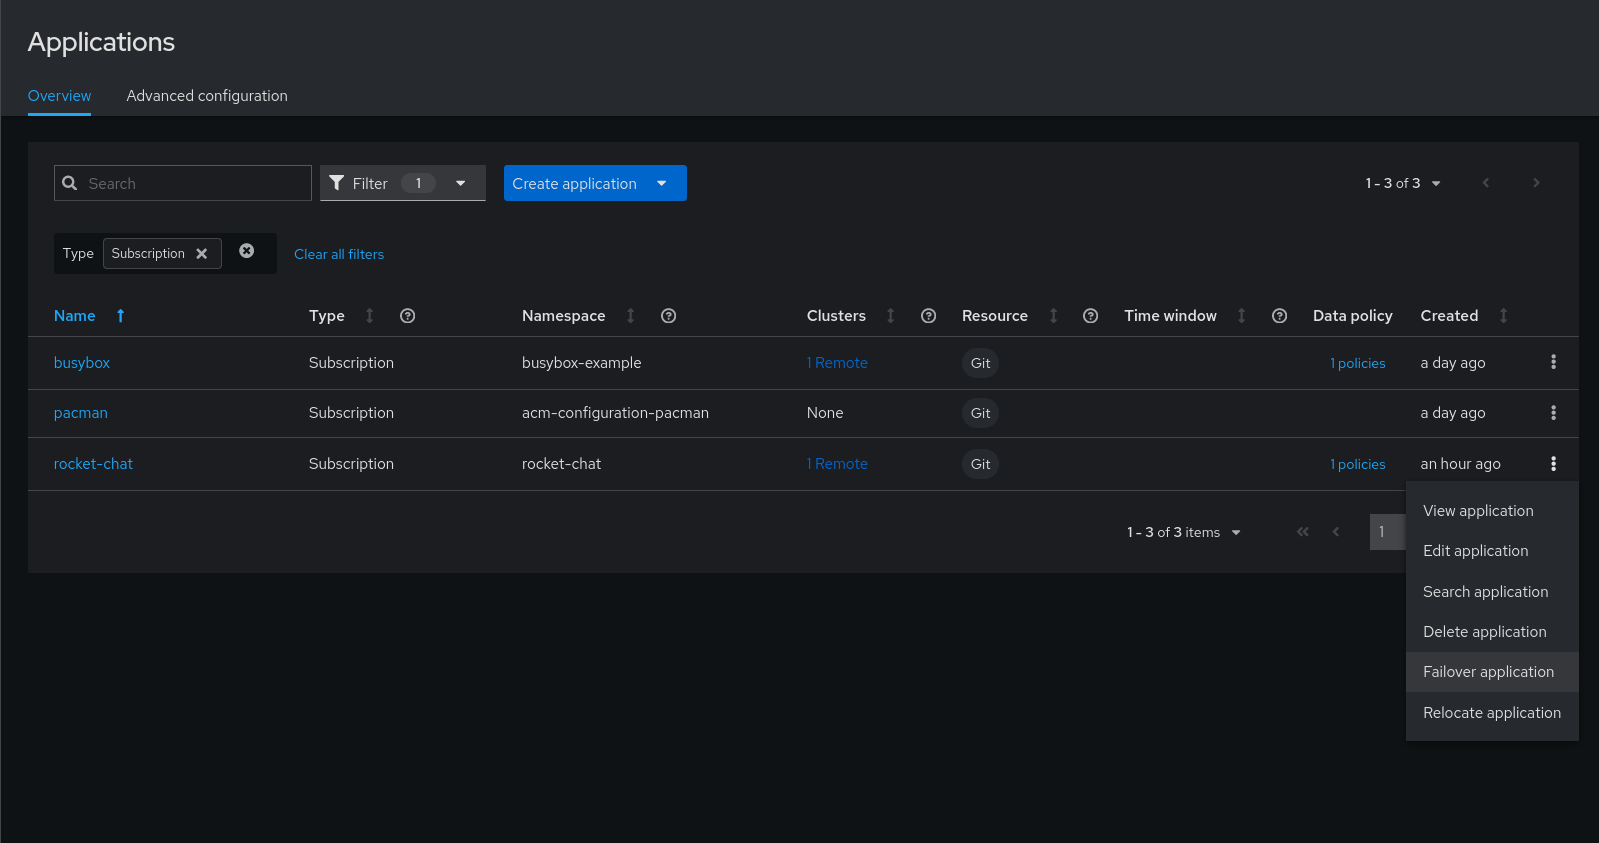 Applications
Overview Advanced configuration
Search Filter 1 Create application 1 - 3 of 3
Type Subscription Clear all filters
Name Type Namespace Clusters Resource Time window Data policy Created
busybox Subscription busybox-example 1 Remote Git 1 policies a day ago
pacman Subscription acm-configuration-pacman None Git a day ago
rocket-chat Subscription rocket-chat 1 Remote Git 1 policies an hour ago
1 - 3 of 3 items 1
View application
Edit application
Search application
Delete application
Failover application
Relocate application